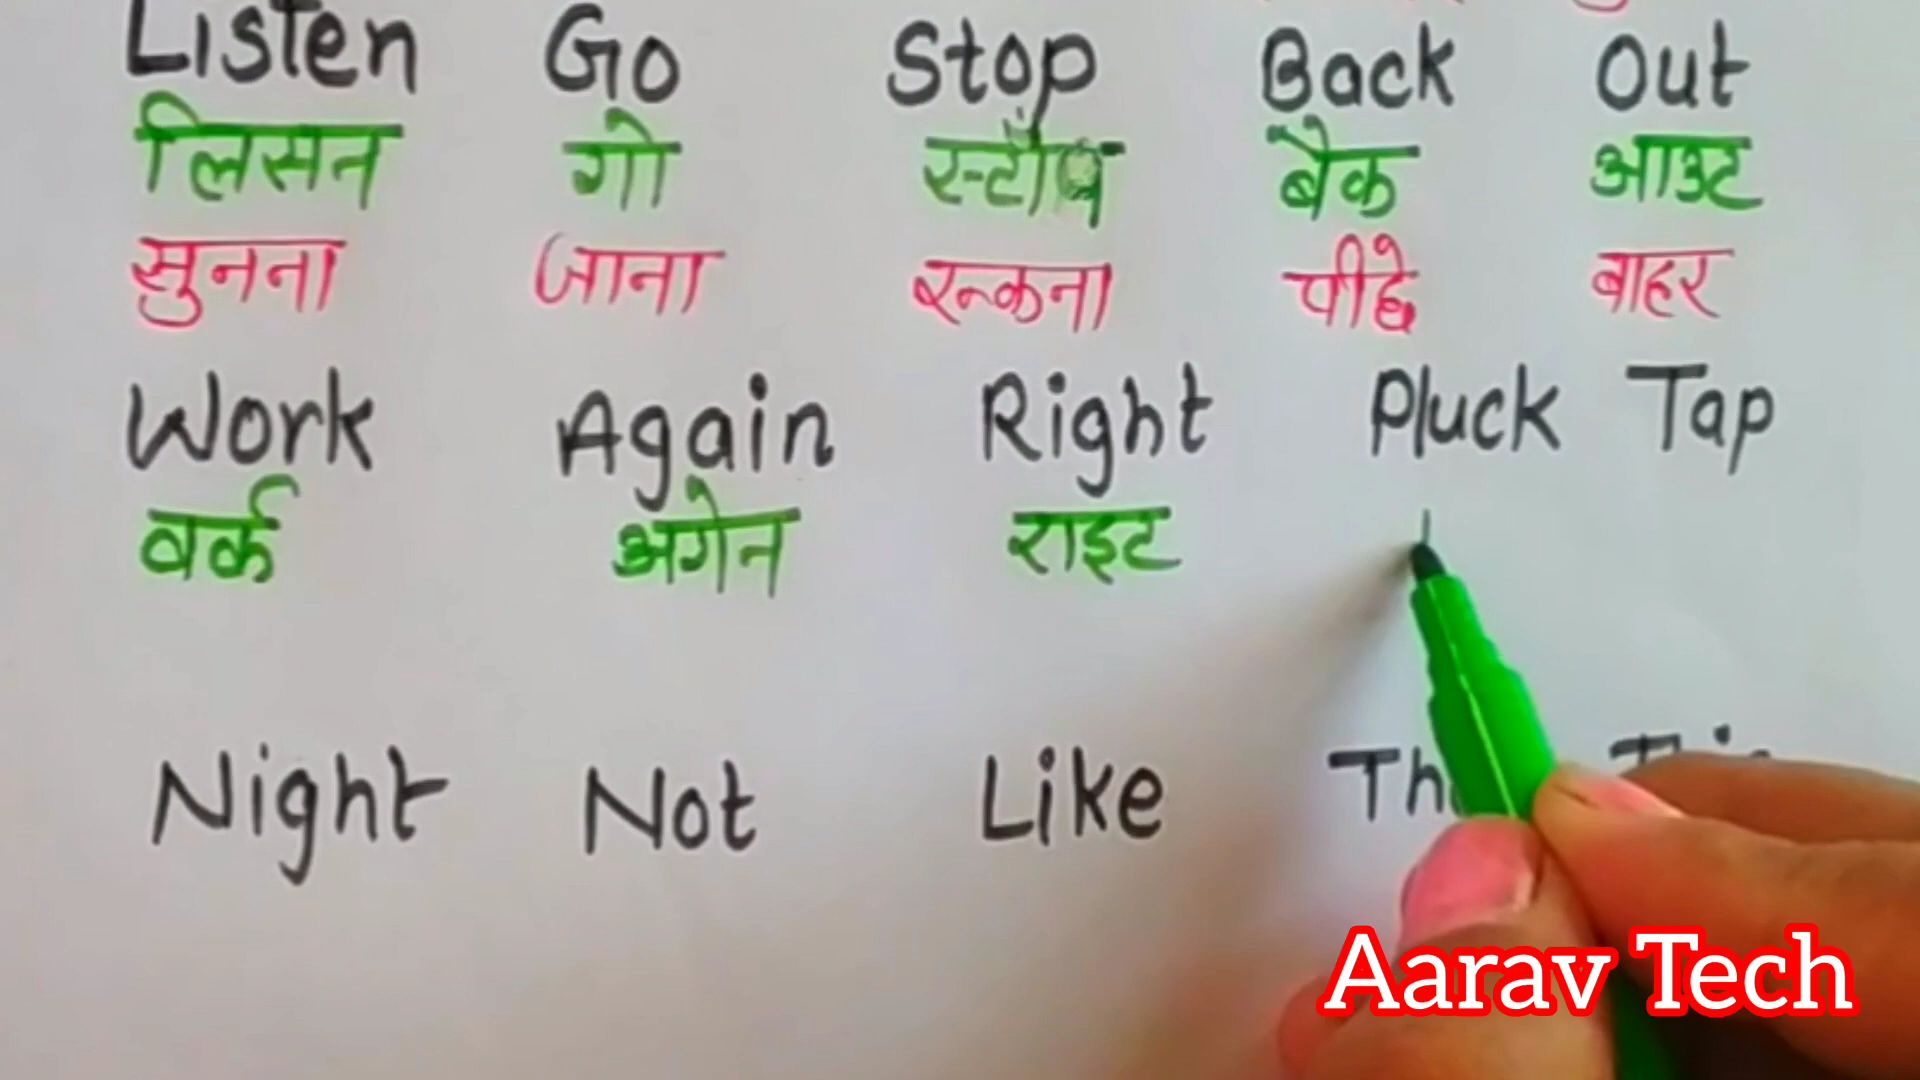 Listen Go Stop Back Out
लिसन गो स्टॉप बैक आउट
सुनना जाना रूकना पीछे बाहर
Work Again Right Pluck Tap
वर्क अगेन राइट
Night Not Like
Aarav Tech